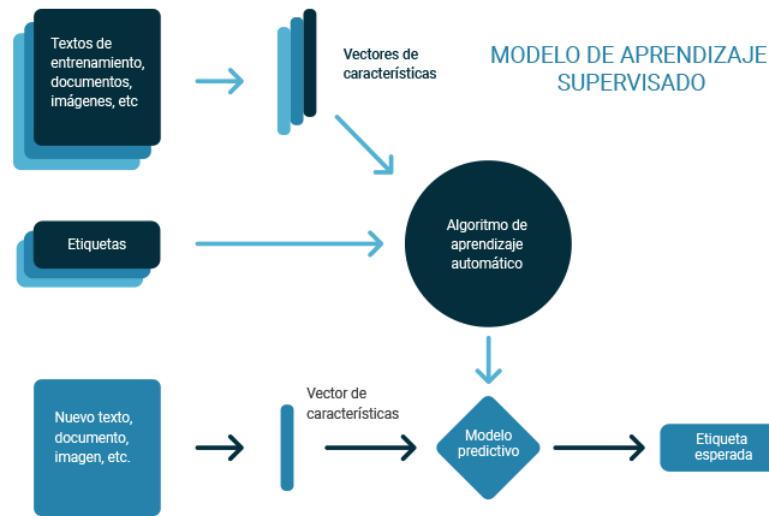 Textos de
entrenamiento,
documentos,
imágenes, etc
Vectores de
características
MODELO DE APRENDIZAJE
SUPERVISADO
Etiquetas
Algoritmo de
aprendizaje
automático
Nuevo texto,
documento,
imagen, etc.
Vector de
características
Modelo
predictivo
Etiqueta
esperada